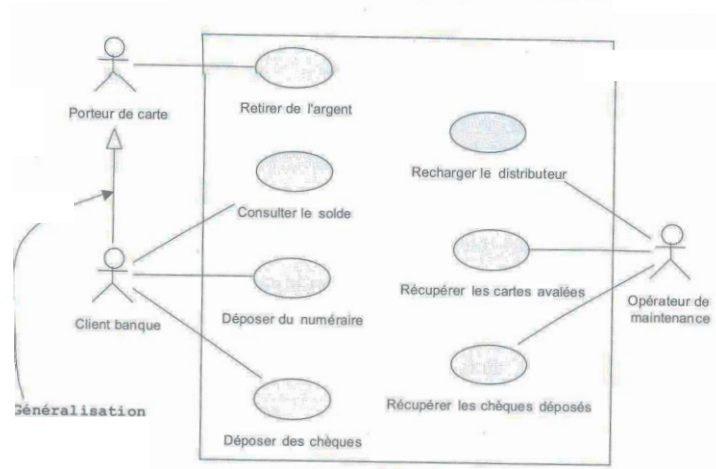 Porteur de carte
Retirer de l'argent
Recharger le distributeur
Consulter le solde
Client banque
Déposer du numéraire
Récupérer les cartes avalées
Opérateur de
maintenance
Généralisation
Déposer des chèques
Récupérer les chèques déposés